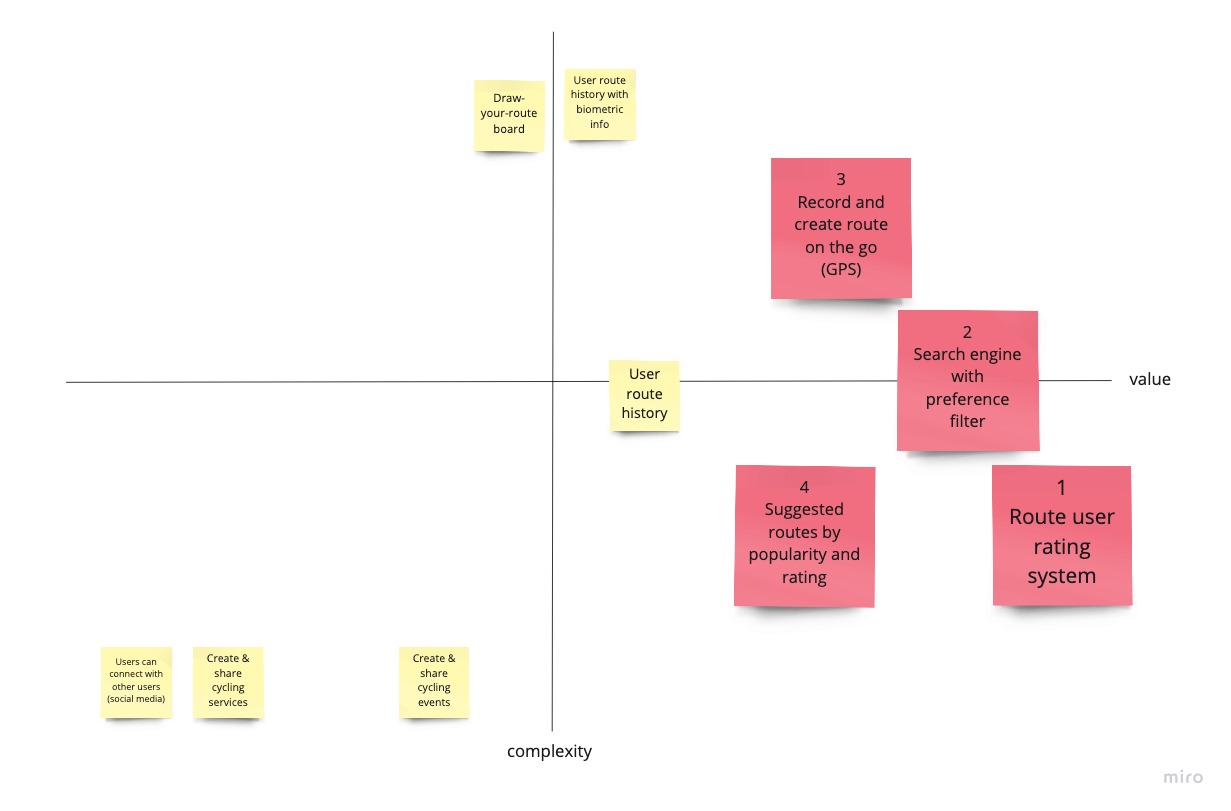 Draw-
your-route
board
User route
history with
biometric
info
3
Record and
create route
on the go
(GPS)
2
Search engine
with
preference
filter
User
route
history
value
4
Suggested
routes by
popularity and
rating
1
Route user
rating
system
Users can
connect with
other users
(social media)
Create &
share
cycling
services
Create &
share
cycling
events
complexity
miro